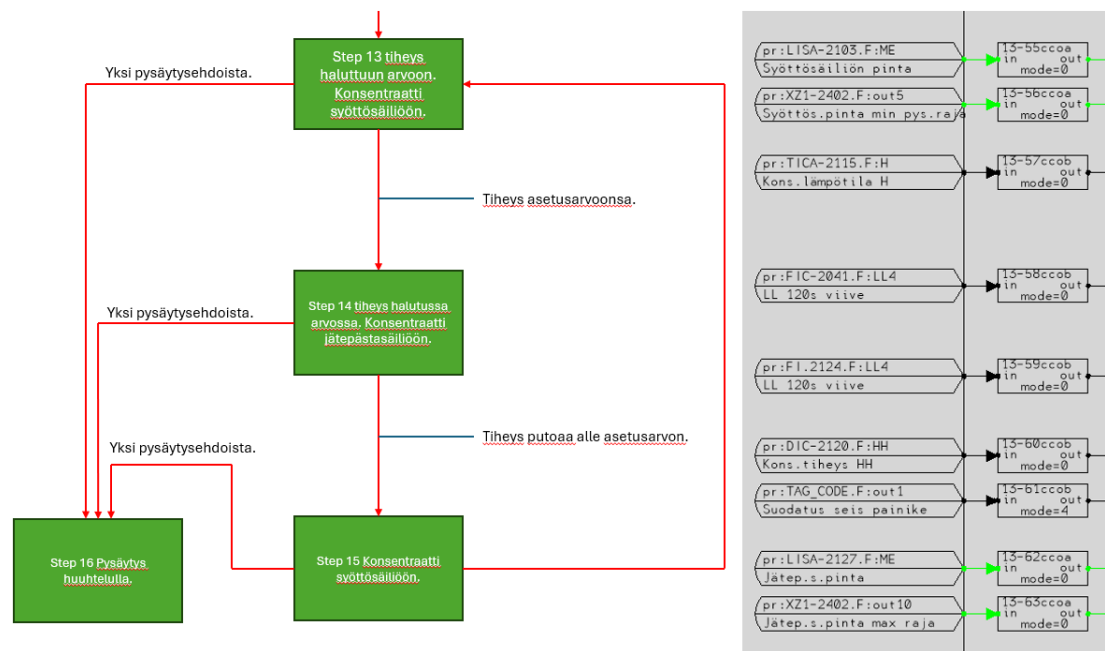 Yksi pysäytysehdoista.
Step 13 tiheys
haluttuun arvoon.
Konsentraatti
syöttösäiliöön.
Tiheys asetusarvoonsa.
Yksi pysäytysehdoista.
Step 14 tiheys halutussa
arvossa. Konsentraatti
jätepästasäiliöön.
Tiheys putoaa alle asetusarvon.
Yksi pysäytysehdoista.
Step 16 Pysäytys
huuhtelulla.
Step 15 Konsentraatti
syöttösäiliöön.
pr:LISA-2103.F:ME
Syöttösäiliön pinta
13-55ccoa
in out
mode=0
pr:XZ1-2402.F:out5
Syöttös.pinta min pys.raja
13-56ccoa
in out
mode=0
pr:TICA-2115.F:H
Kons.lämpötila H
13-57ccob
in out
mode=0
pr:FIC-2041.F:LL4
LL 120s viive
13-58ccob
in out
mode=0
pr:FI.2124.F:LL4
LL 120s viive
13-59ccob
in out
mode=0
pr:DIC-2120.F:HH
Kons.tiheys HH
13-60ccob
in out
mode=0
pr:TAG_CODE.F:out1
Suodatus seis painike
13-61ccob
in out
mode=4
pr:LISA-2127.F:ME
Jätep.s.pinta
13-62ccoa
in out
mode=0
pr:XZ1-2402.F:out10
Jätep.s.pinta max raja
13-63ccoa
in out
mode=0